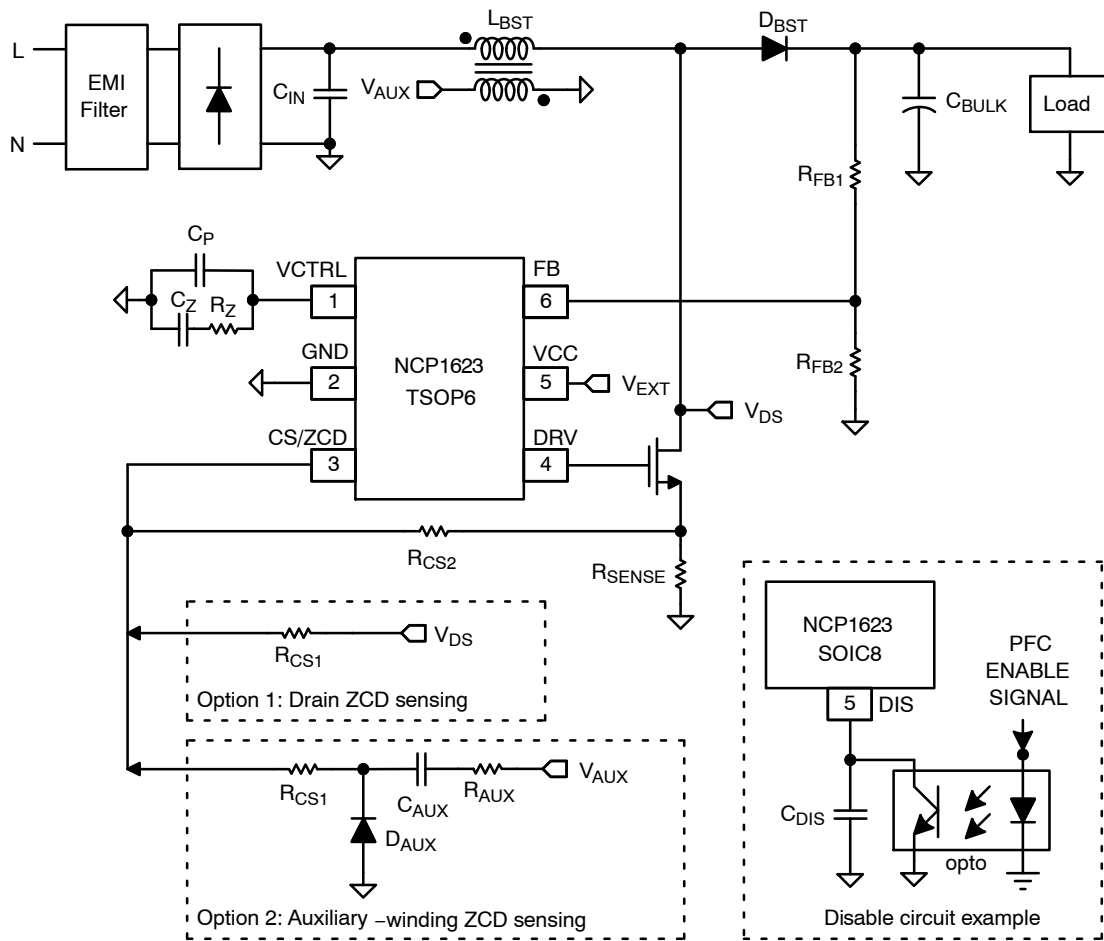 L
N
EMI
Filter
C_IN
L_BST
V_AUX
D_BST
C_BULK
Load
R_FB1
R_FB2
C_P
C_Z
R_Z
VCTRL
1
GND
2
CS/ZCD
3
NCP1623
TSOP6
FB
6
VCC
5
V_EXT
DRV
4
V_DS
R_CS2
R_SENSE
R_CS1
V_DS
Option 1: Drain ZCD sensing
R_CS1
C_AUX
R_AUX
V_AUX
D_AUX
Option 2: Auxiliary −winding ZCD sensing
NCP1623
SOIC8
5
DIS
PFC
ENABLE
SIGNAL
C_DIS
opto
Disable circuit example